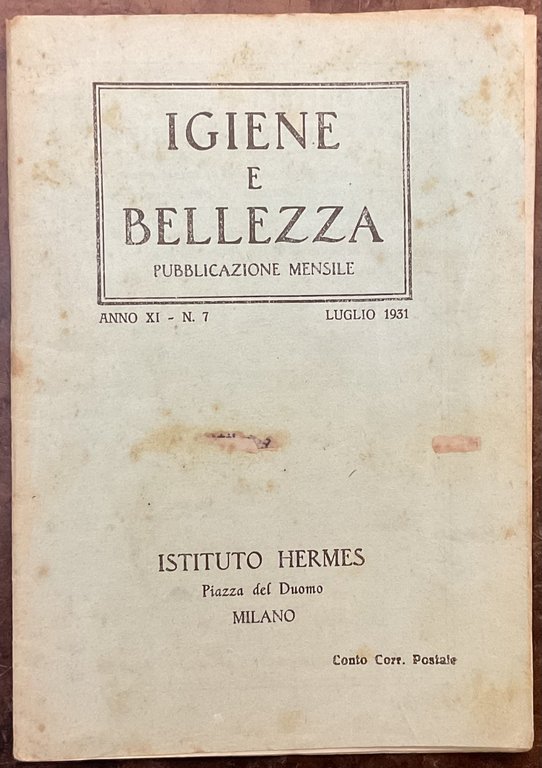 IGIENE
E
BELLEZZA
PUBBLICAZIONE MENSILE
ANNO XI - N. 7 LUGLIO 1931
ISTITUTO HERMES
Piazza del Duomo
MILANO
Conto Corr. Postale